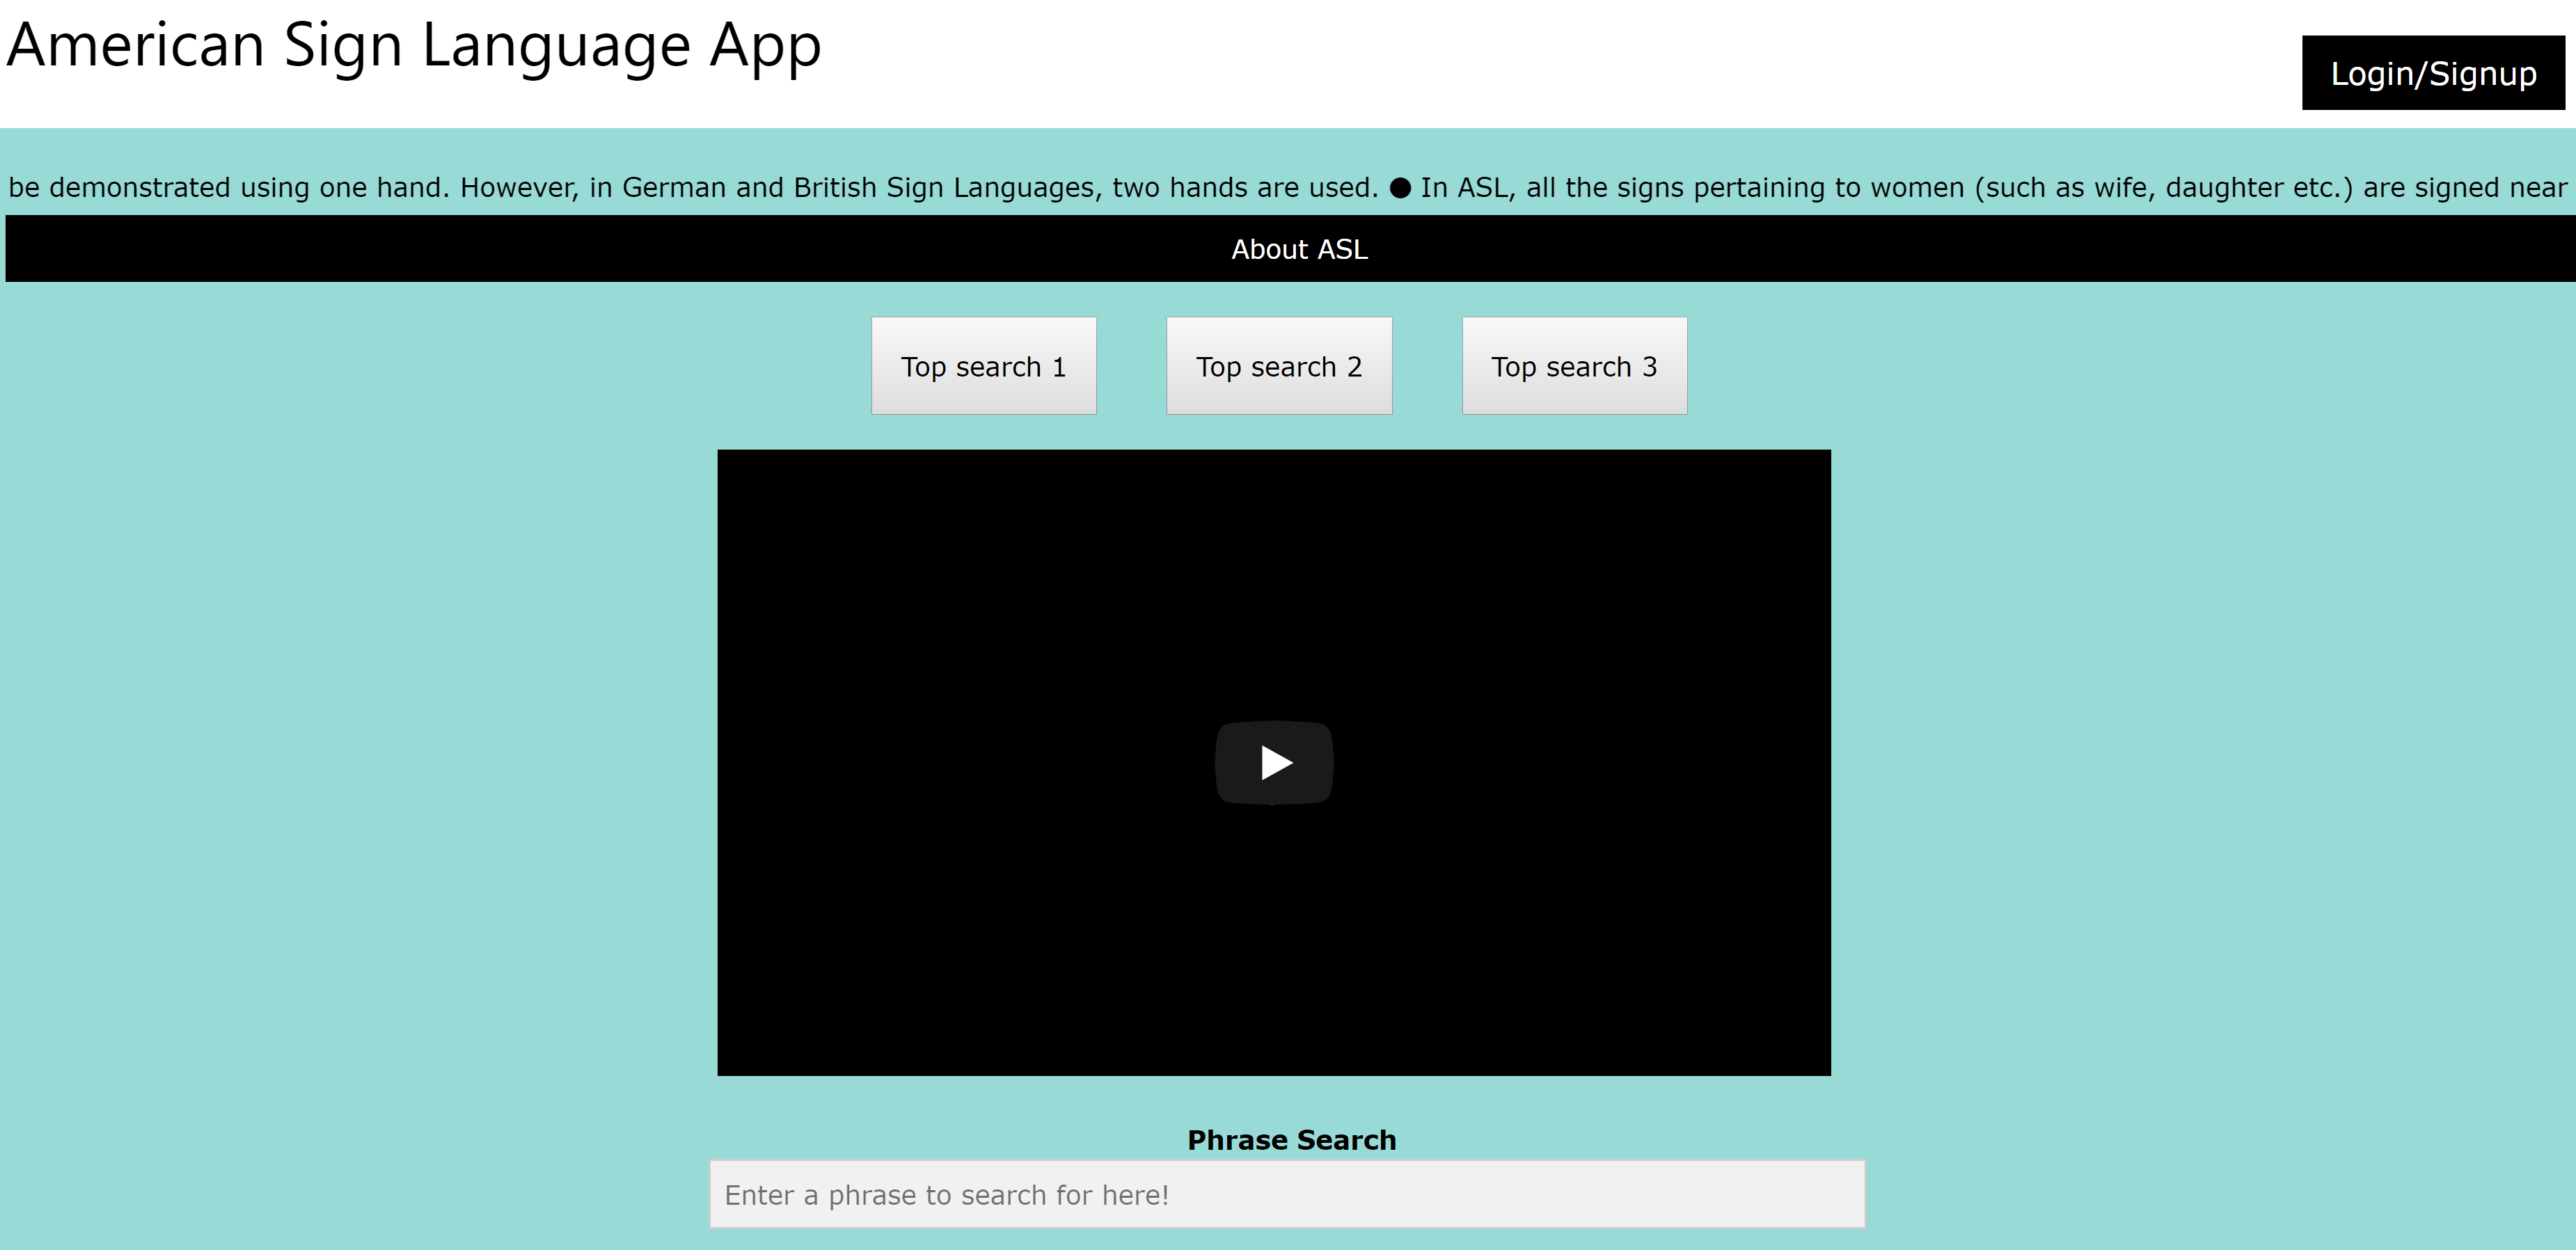 American Sign Language App
Login/Signup
be demonstrated using one hand. However, in German and British Sign Languages, two hands are used. ● In ASL, all the signs pertaining to women (such as wife, daughter etc.) are signed near
About ASL
Top search 1
Top search 2
Top search 3
Phrase Search
Enter a phrase to search for here!